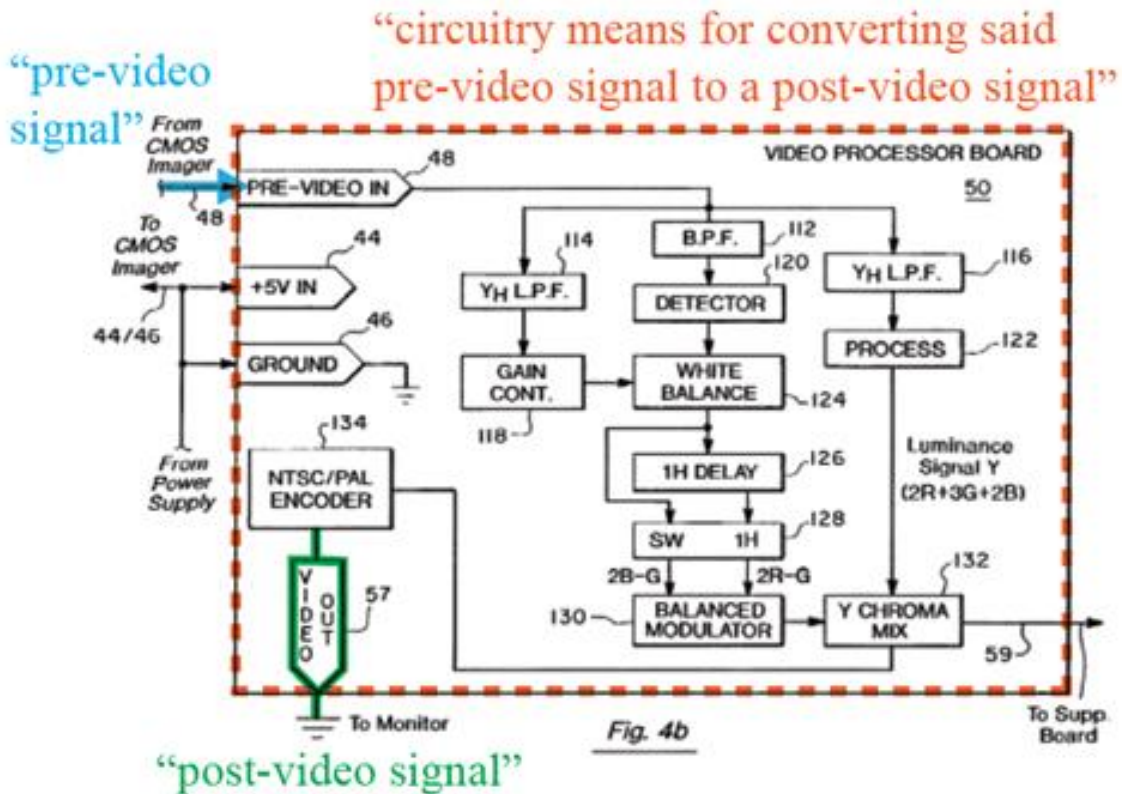 “circuitry means for converting said
pre-video signal to a post-video signal”
“pre-video
signal”
From
CMOS
Imager
48
PRE-VIDEO IN
48
VIDEO PROCESSOR BOARD
50
To
CMOS
Imager
44
+5V IN
44/46
46
GROUND
From
Power
Supply
114
YH L.P.F.
B.P.F.
112
120
DETECTOR
116
YH L.P.F.
PROCESS
122
GAIN
CONT.
118
WHITE
BALANCE
124
1H DELAY
126
128
SW 1H
2B-G 2R-G
Luminance
Signal Y
(2R+3G+2B)
134
NTSC/PAL
ENCODER
VIDEO
OUT
57
130
BALANCED
MODULATOR
132
Y CHROMA
MIX
59
To Monitor
Fig. 4b
To Supp.
Board
“post-video signal”